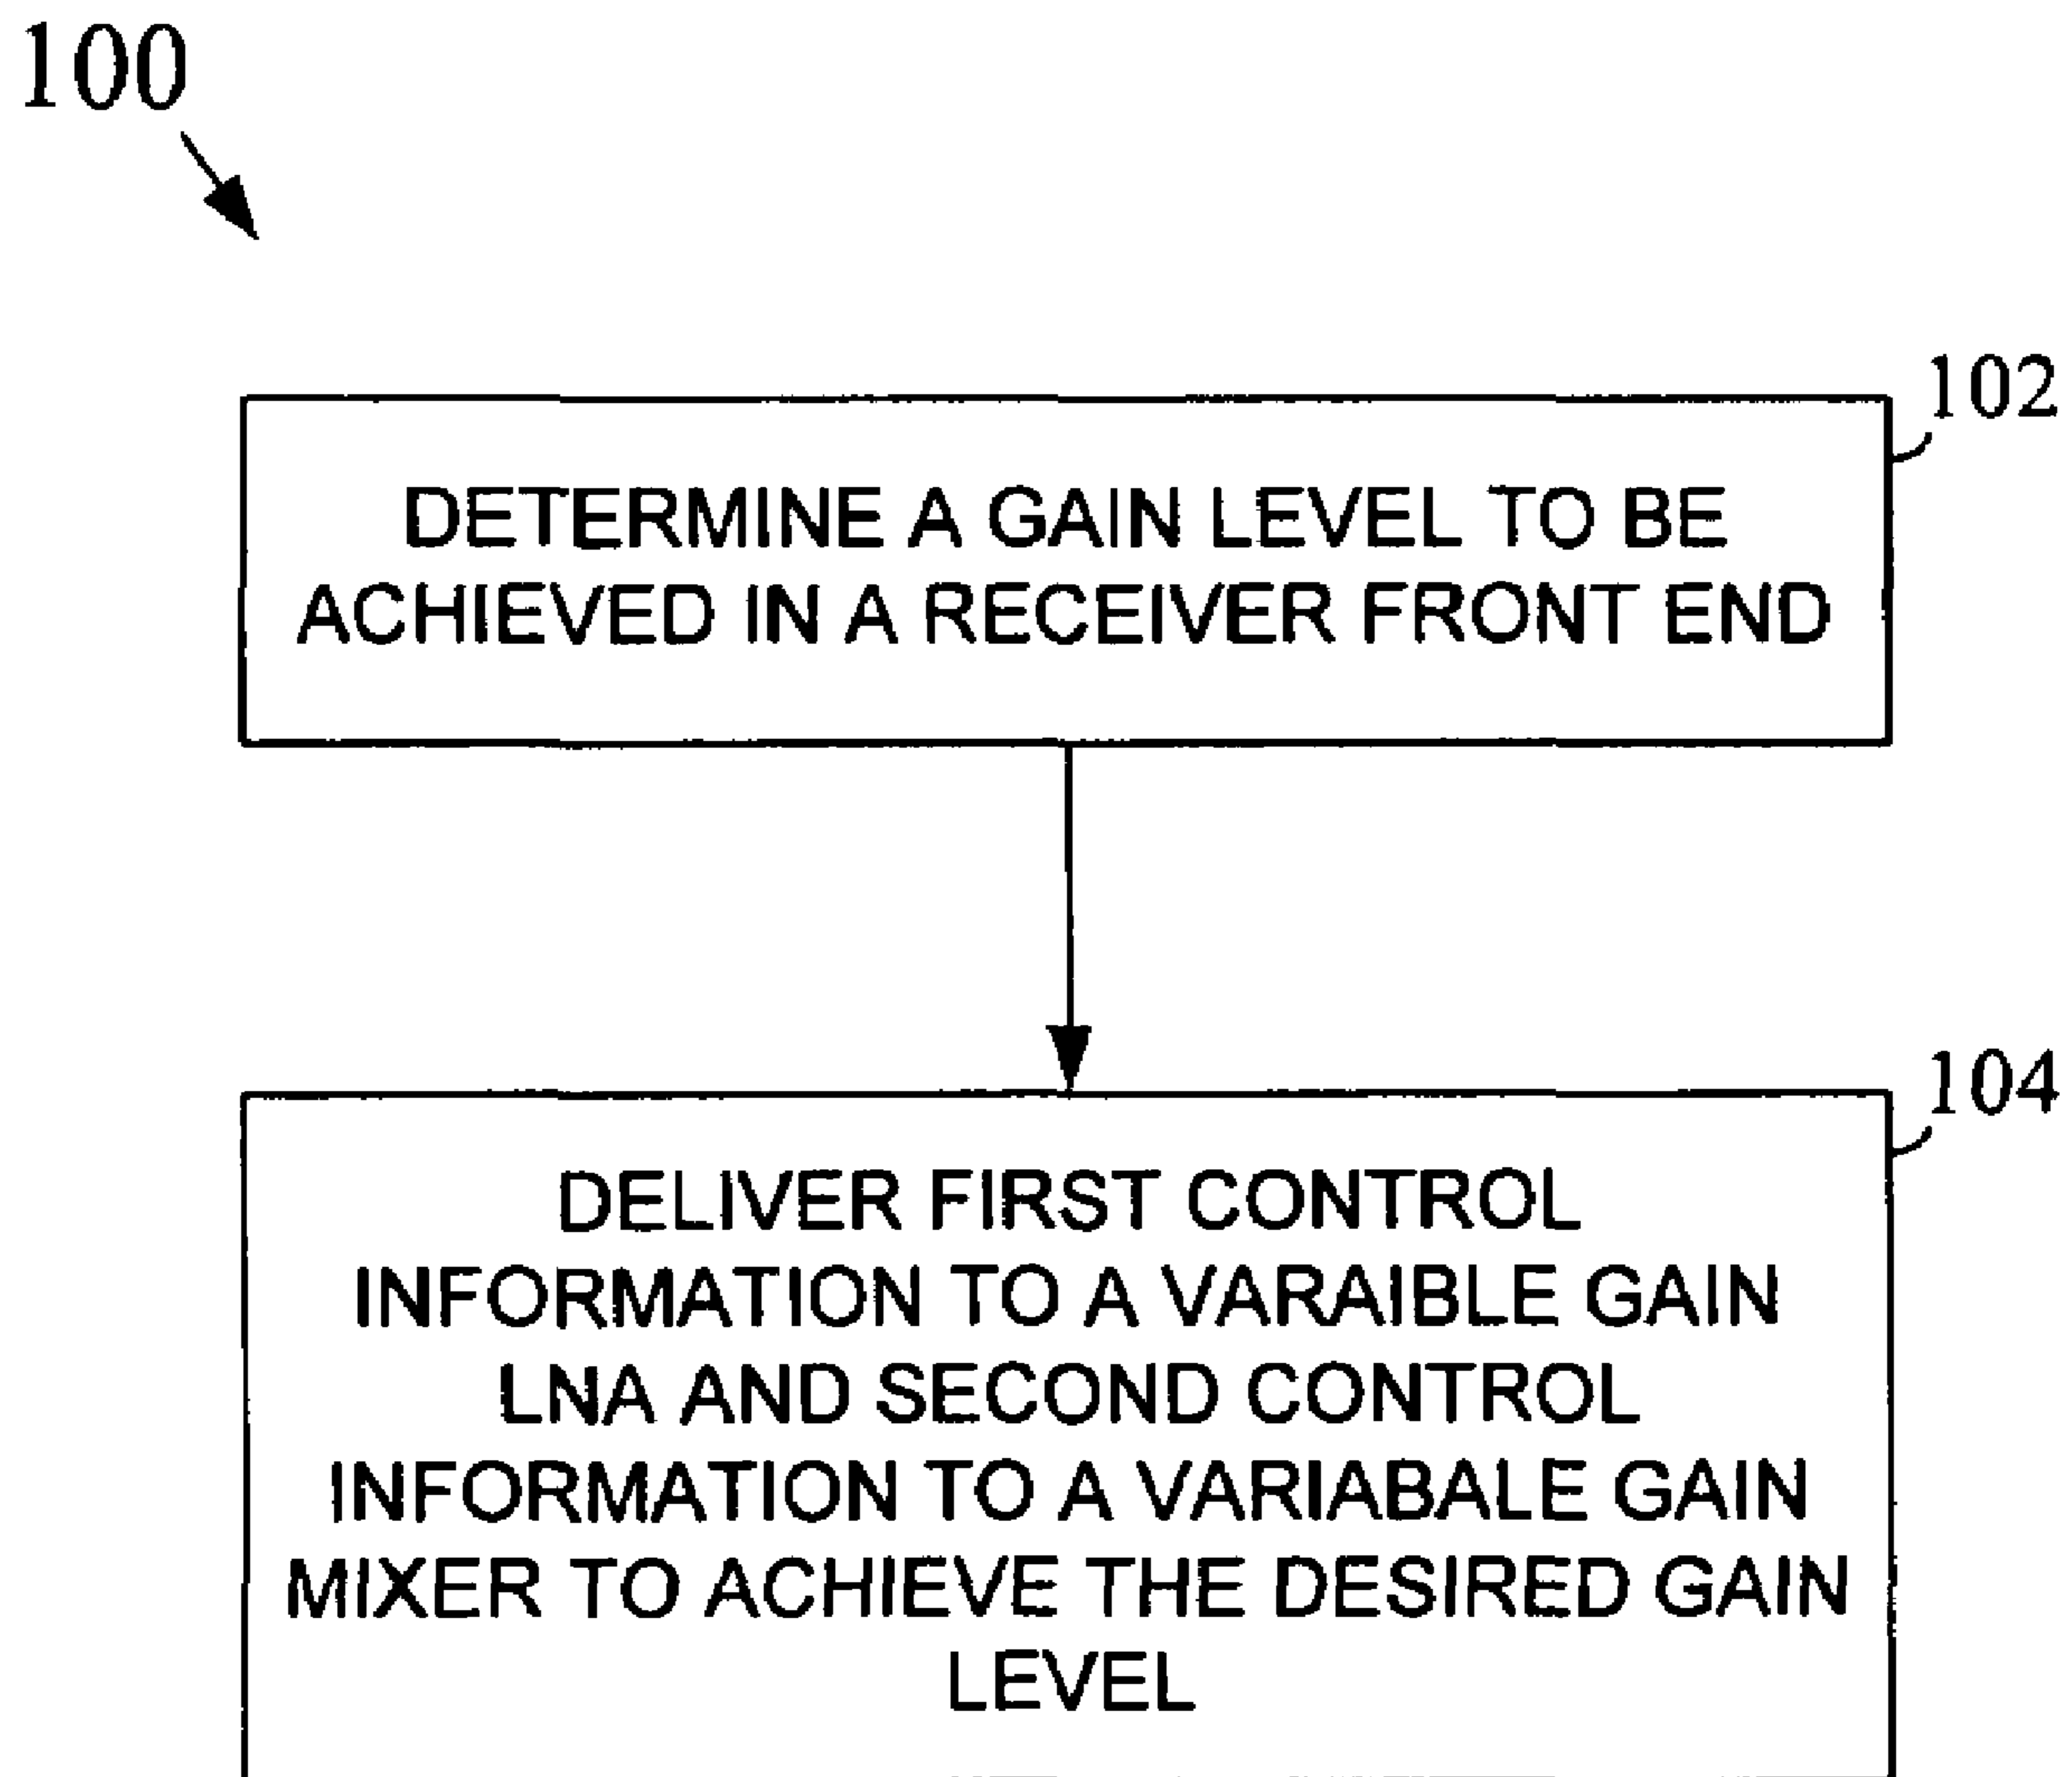 100
102
DETERMINE A GAIN LEVEL TO BE
ACHIEVED IN A RECEIVER FRONT END
104
DELIVER FIRST CONTROL
INFORMATION TO A VARAIBLE GAIN
LNA AND SECOND CONTROL
INFORMATION TO A VARIABALE GAIN
MIXER TO ACHIEVE THE DESIRED GAIN
LEVEL